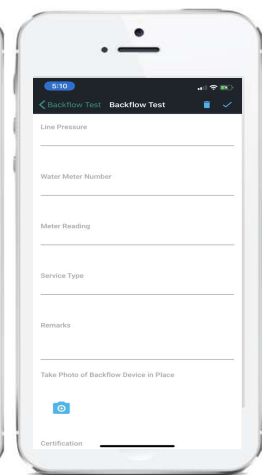 5:10
Backflow Test Backflow Test
Line Pressure
Water Meter Number
Meter Reading
Service Type
Remarks
Take Photo of Backflow Device in Place
Certification